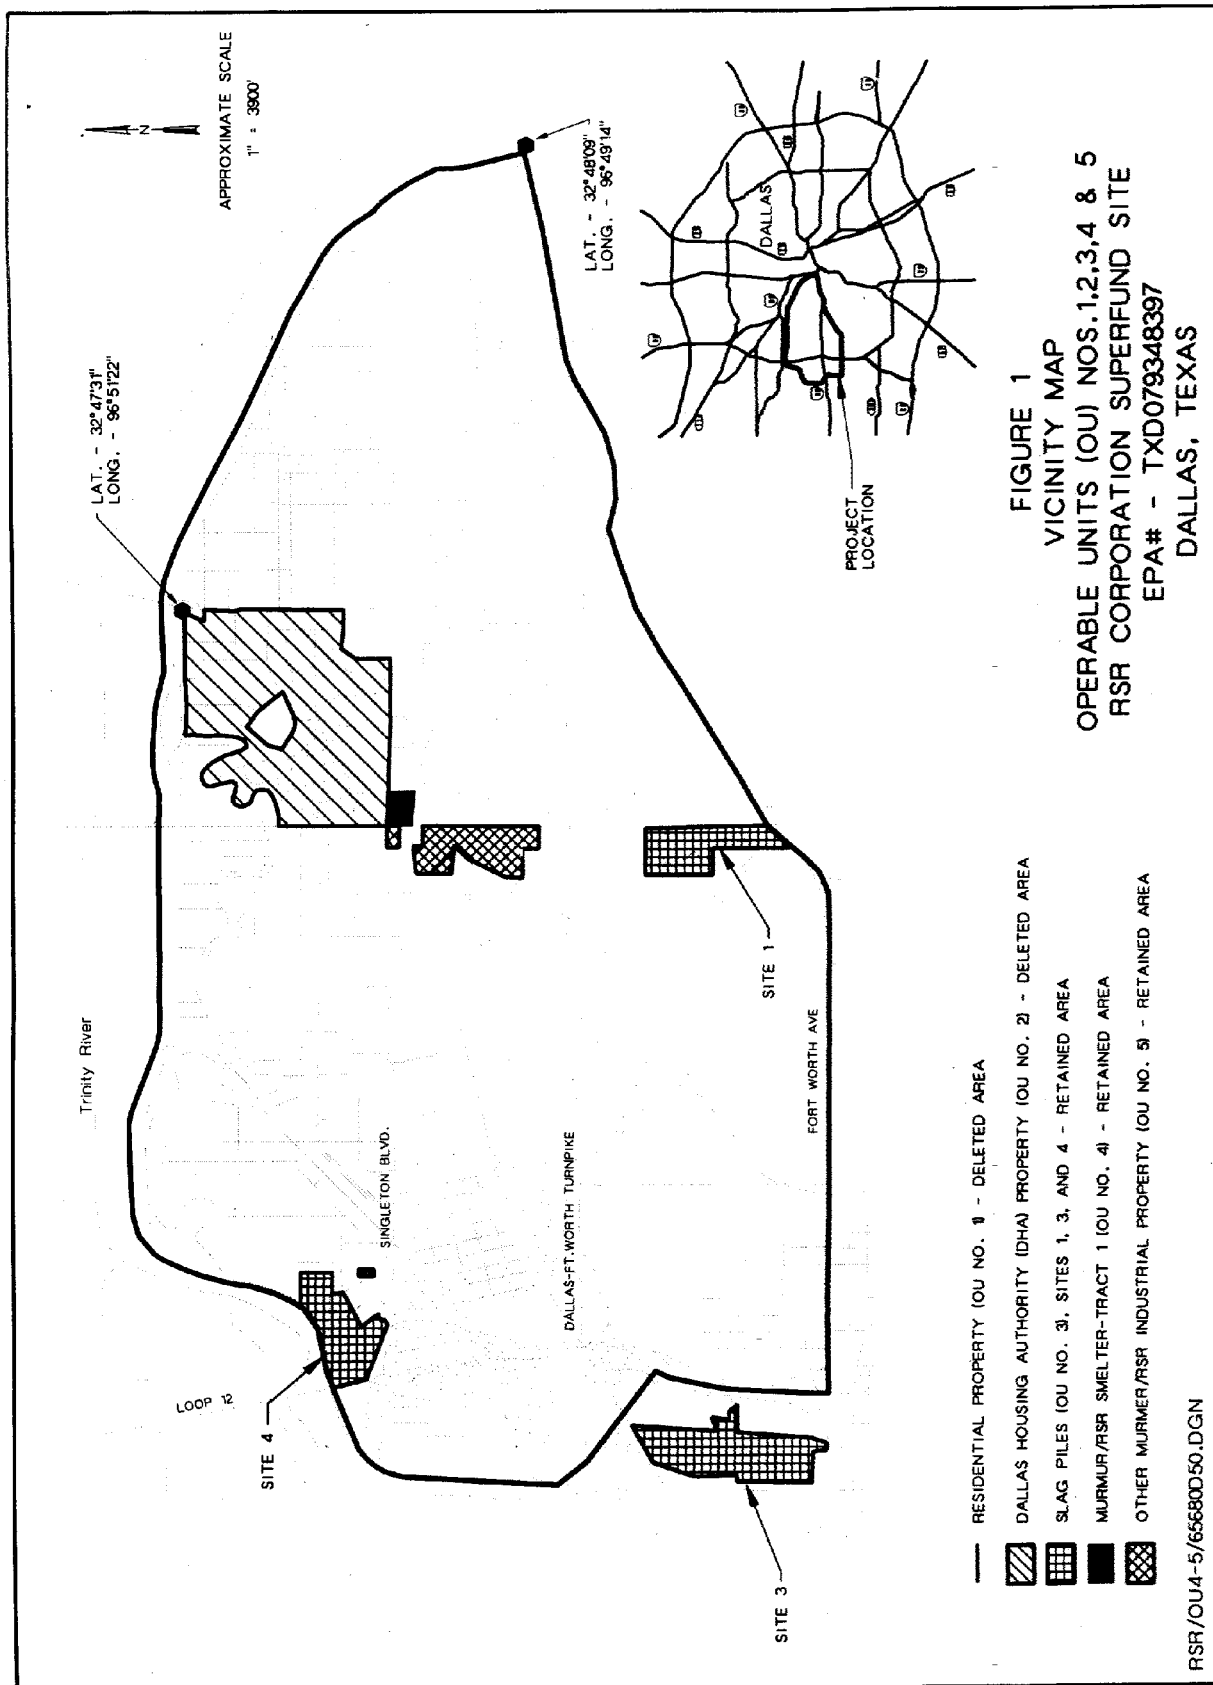 APPROXIMATE SCALE
1" = 3900'
N
LAT. - 32°48'09"
LONG. - 96°49'14"
LAT. - 32°47'31"
LONG. - 96°51'22"
Trinity River
LOOP 12
SITE 4
SINGLETON BLVD.
DALLAS-FT.WORTH TURNPIKE
FORT WORTH AVE
SITE 1
SITE 3
DALLAS
PROJECT
LOCATION
RESIDENTIAL PROPERTY (OU NO. 1) - DELETED AREA
DALLAS HOUSING AUTHORITY (DHA) PROPERTY (OU NO. 2) - DELETED AREA
SLAG PILES (OU NO. 3), SITES 1, 3, AND 4 - RETAINED AREA
MURMUR/RSR SMELTER-TRACT 1 (OU NO. 4) - RETAINED AREA
OTHER MURMER/RSR INDUSTRIAL PROPERTY (OU NO. 5) - RETAINED AREA
FIGURE 1
VICINITY MAP
OPERABLE UNITS (OU) NOS.1,2,3,4 & 5
RSR CORPORATION SUPERFUND SITE
EPA# - TXD079348397
DALLAS, TEXAS
RSR/OU4-5/65680D50.DGN